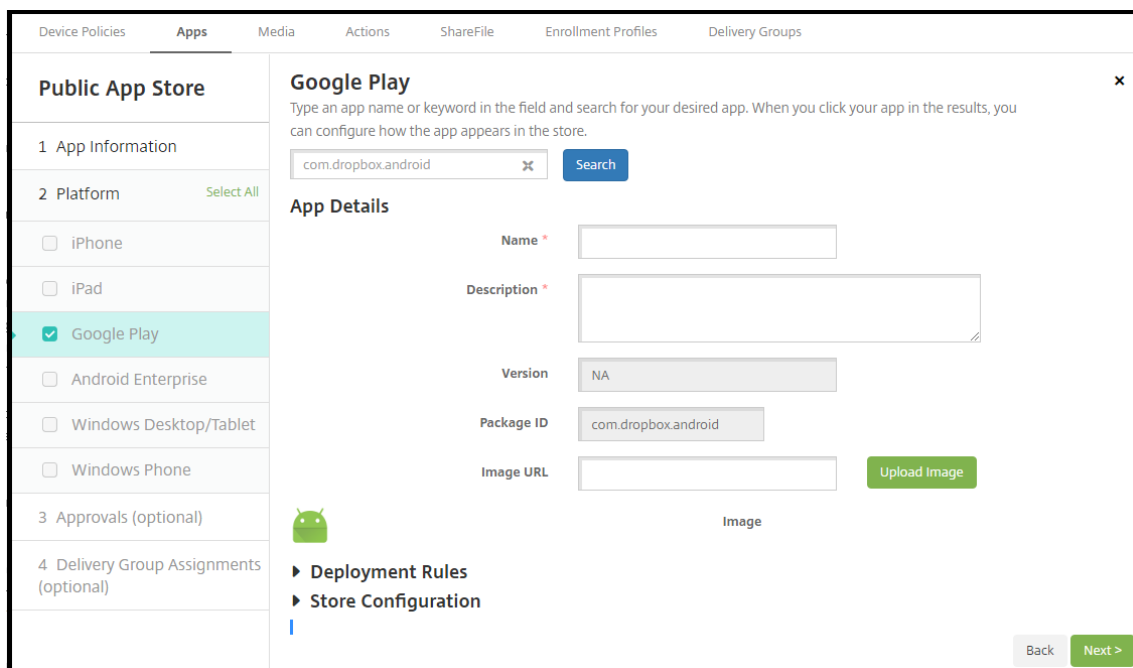 Device Policies Apps Media Actions ShareFile Enrollment Profiles Delivery Groups
Public App Store
1 App Information
2 Platform Select All
iPhone
iPad
Google Play
Android Enterprise
Windows Desktop/Tablet
Windows Phone
3 Approvals (optional)
4 Delivery Group Assignments
(optional)
Google Play
Type an app name or keyword in the field and search for your desired app. When you click your app in the results, you
can configure how the app appears in the store.
com.dropbox.android Search
App Details
Name *
Description *
Version NA
Package ID com.dropbox.android
Image URL Upload Image
Image
Deployment Rules
Store Configuration
Back Next >